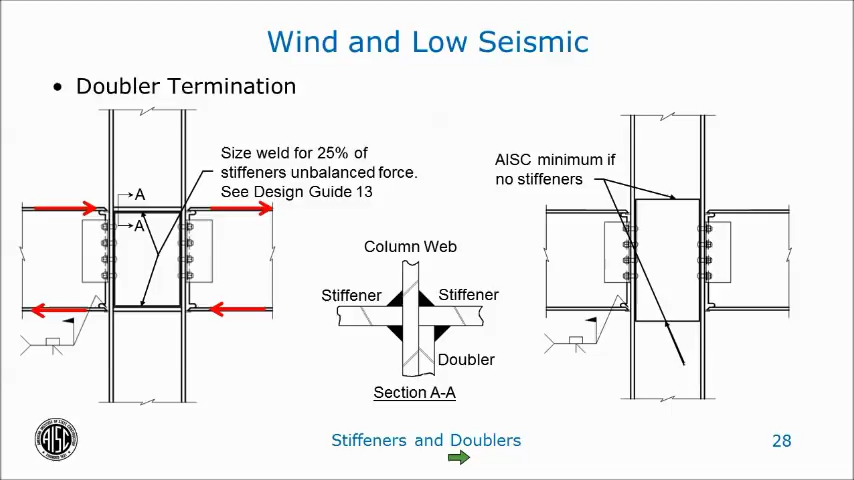 Wind and Low Seismic
• Doubler Termination
Size weld for 25% of
stiffeners unbalanced force.
See Design Guide 13
A
A
AISC minimum if
no stiffeners
Column Web
Stiffener
Stiffener
Doubler
Section A-A
AISC
Stiffeners and Doublers
28